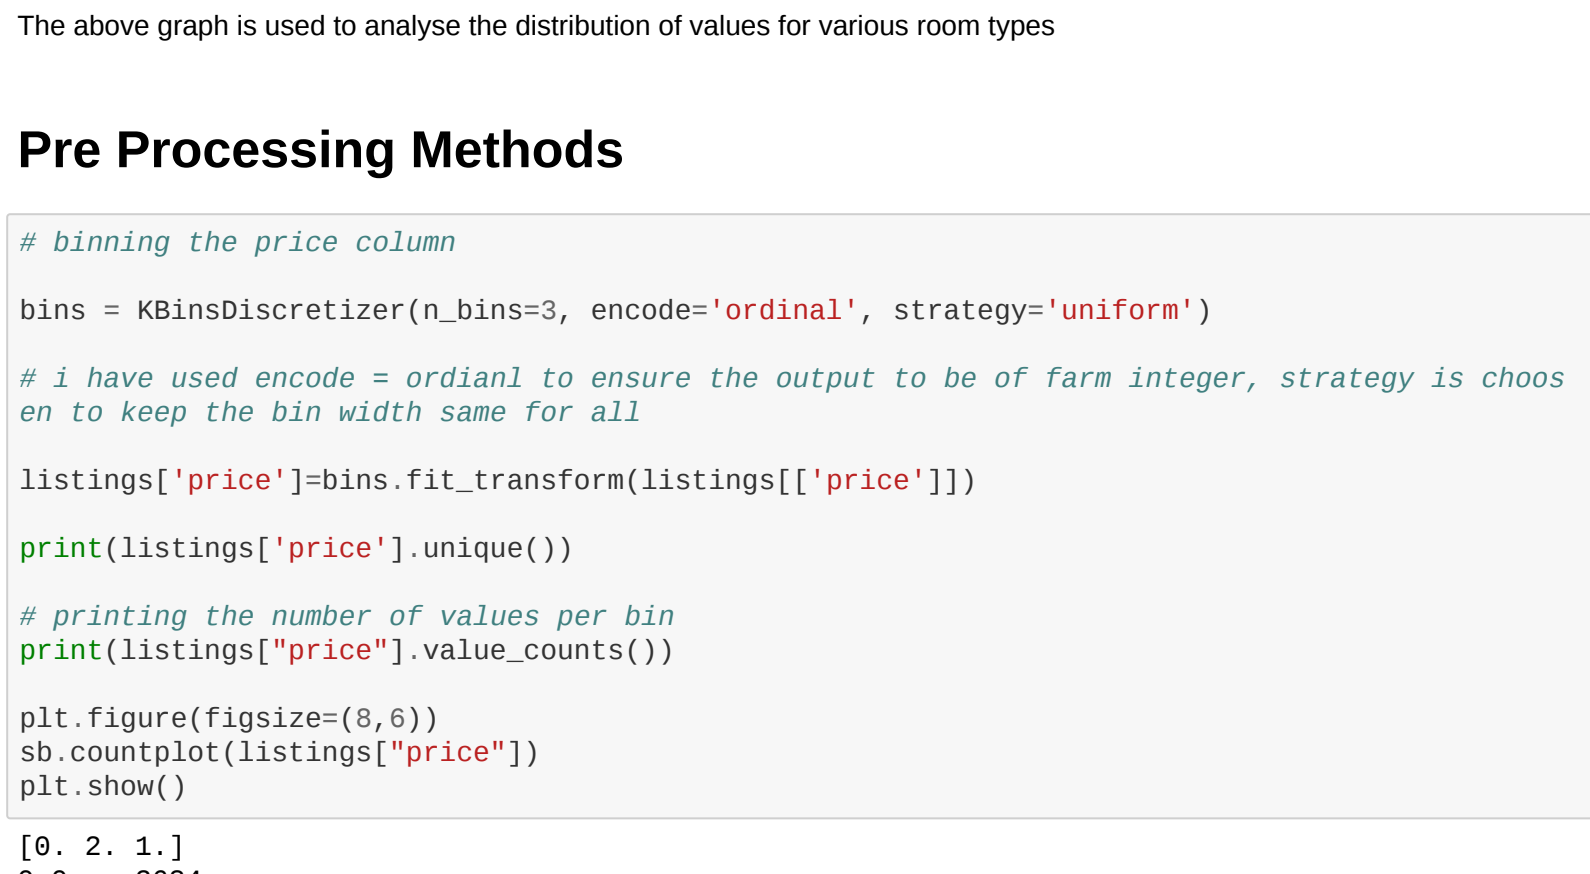 The above graph is used to analyse the distribution of values for various room types
Pre Processing Methods
# binning the price column
bins = KBinsDiscretizer(n_bins=3, encode='ordinal', strategy='uniform')
# i have used encode = ordianl to ensure the output to be of farm integer, strategy is choos
en to keep the bin width same for all
listings['price']=bins.fit_transform(listings[['price']])
print(listings['price'].unique())
# printing the number of values per bin
print(listings["price"].value_counts())
plt.figure(figsize=(8,6))
sb.countplot(listings["price"])
plt.show()
[0. 2. 1.]